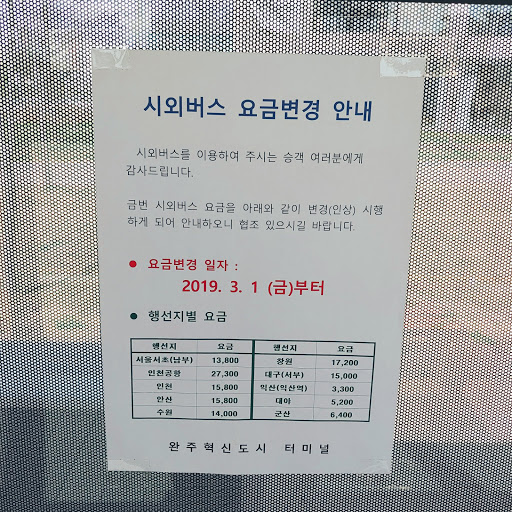 시외버스 요금변경 안내
시외버스를 이용하여 주시는 승객 여러분에게
감사드립니다.
금번 시외버스 요금을 아래와 같이 변경(인상) 시행
하게 되어 안내하오니 협조 있으시길 바랍니다.
● 요금변경 일자 :
2019. 3. 1 (금)부터
● 행선지별 요금
행선지 요금 행선지 요금
서울서초(남부) 13,800 창원 17,200
인천공항 27,300 대구(서부) 15,000
인천 15,800 익산(익산역) 3,300
안산 15,800 대야 5,200
수원 14,000 군산 6,400
완주혁신도시 터미널